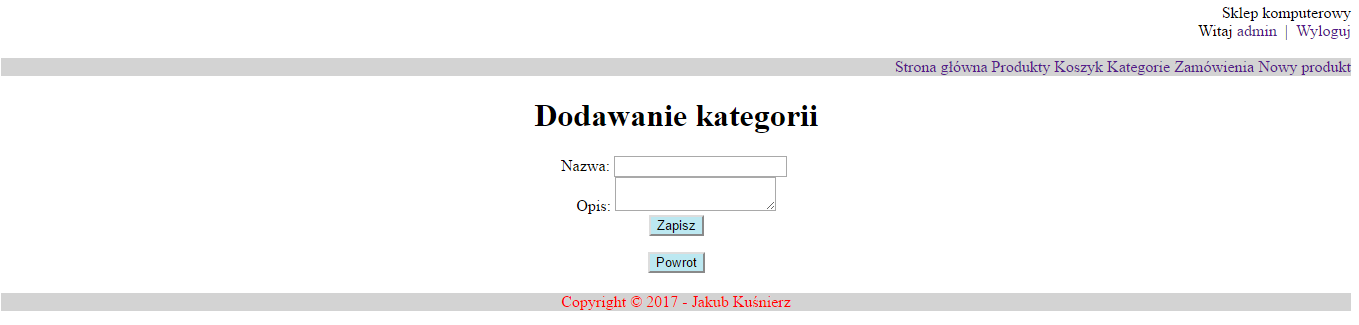 Sklep komputerowy
Witaj admin | Wyloguj
Strona główna Produkty Koszyk Kategorie Zamówienia Nowy produkt
Dodawanie kategorii
Nazwa:
Opis:
Zapisz
Powrot
Copyright © 2017 - Jakub Kuśnierz